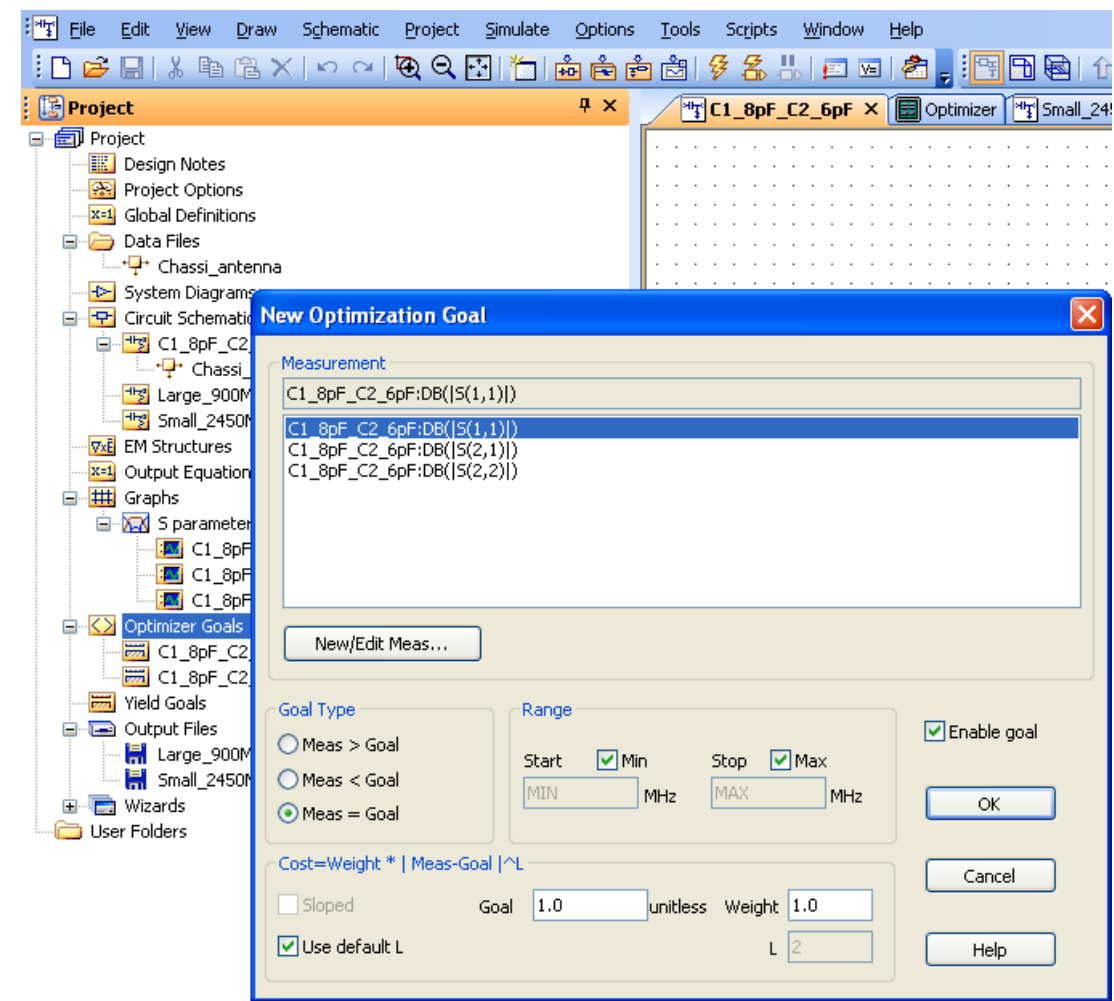 File Edit View Draw Schematic Project Simulate Options Tools Scripts Window Help
Project
C1_8pF_C2_6pF Optimizer Small_245
Project
Design Notes
Project Options
Global Definitions
Data Files
Chassi_antenna
System Diagrams
Circuit Schematic
C1_8pF_C2_
Chassi_
Large_900M
Small_2450M
EM Structures
Output Equation
Graphs
S parameter
C1_8pF
C1_8pF
C1_8pF
Optimizer Goals
C1_8pF_C2_
C1_8pF_C2_
Yield Goals
Output Files
Large_900M
Small_2450M
Wizards
User Folders
New Optimization Goal
Measurement
C1_8pF_C2_6pF:DB(|S(1,1)|)
C1_8pF_C2_6pF:DB(|S(1,1)|)
C1_8pF_C2_6pF:DB(|S(2,1)|)
C1_8pF_C2_6pF:DB(|S(2,2)|)
New/Edit Meas...
Goal Type
Meas > Goal
Meas < Goal
Meas = Goal
Range
Start Min Stop Max
MIN MHz MAX MHz
Enable goal
OK
Cancel
Help
Cost=Weight * | Meas-Goal |^L
Sloped Goal 1.0 unitless Weight 1.0
Use default L L 2